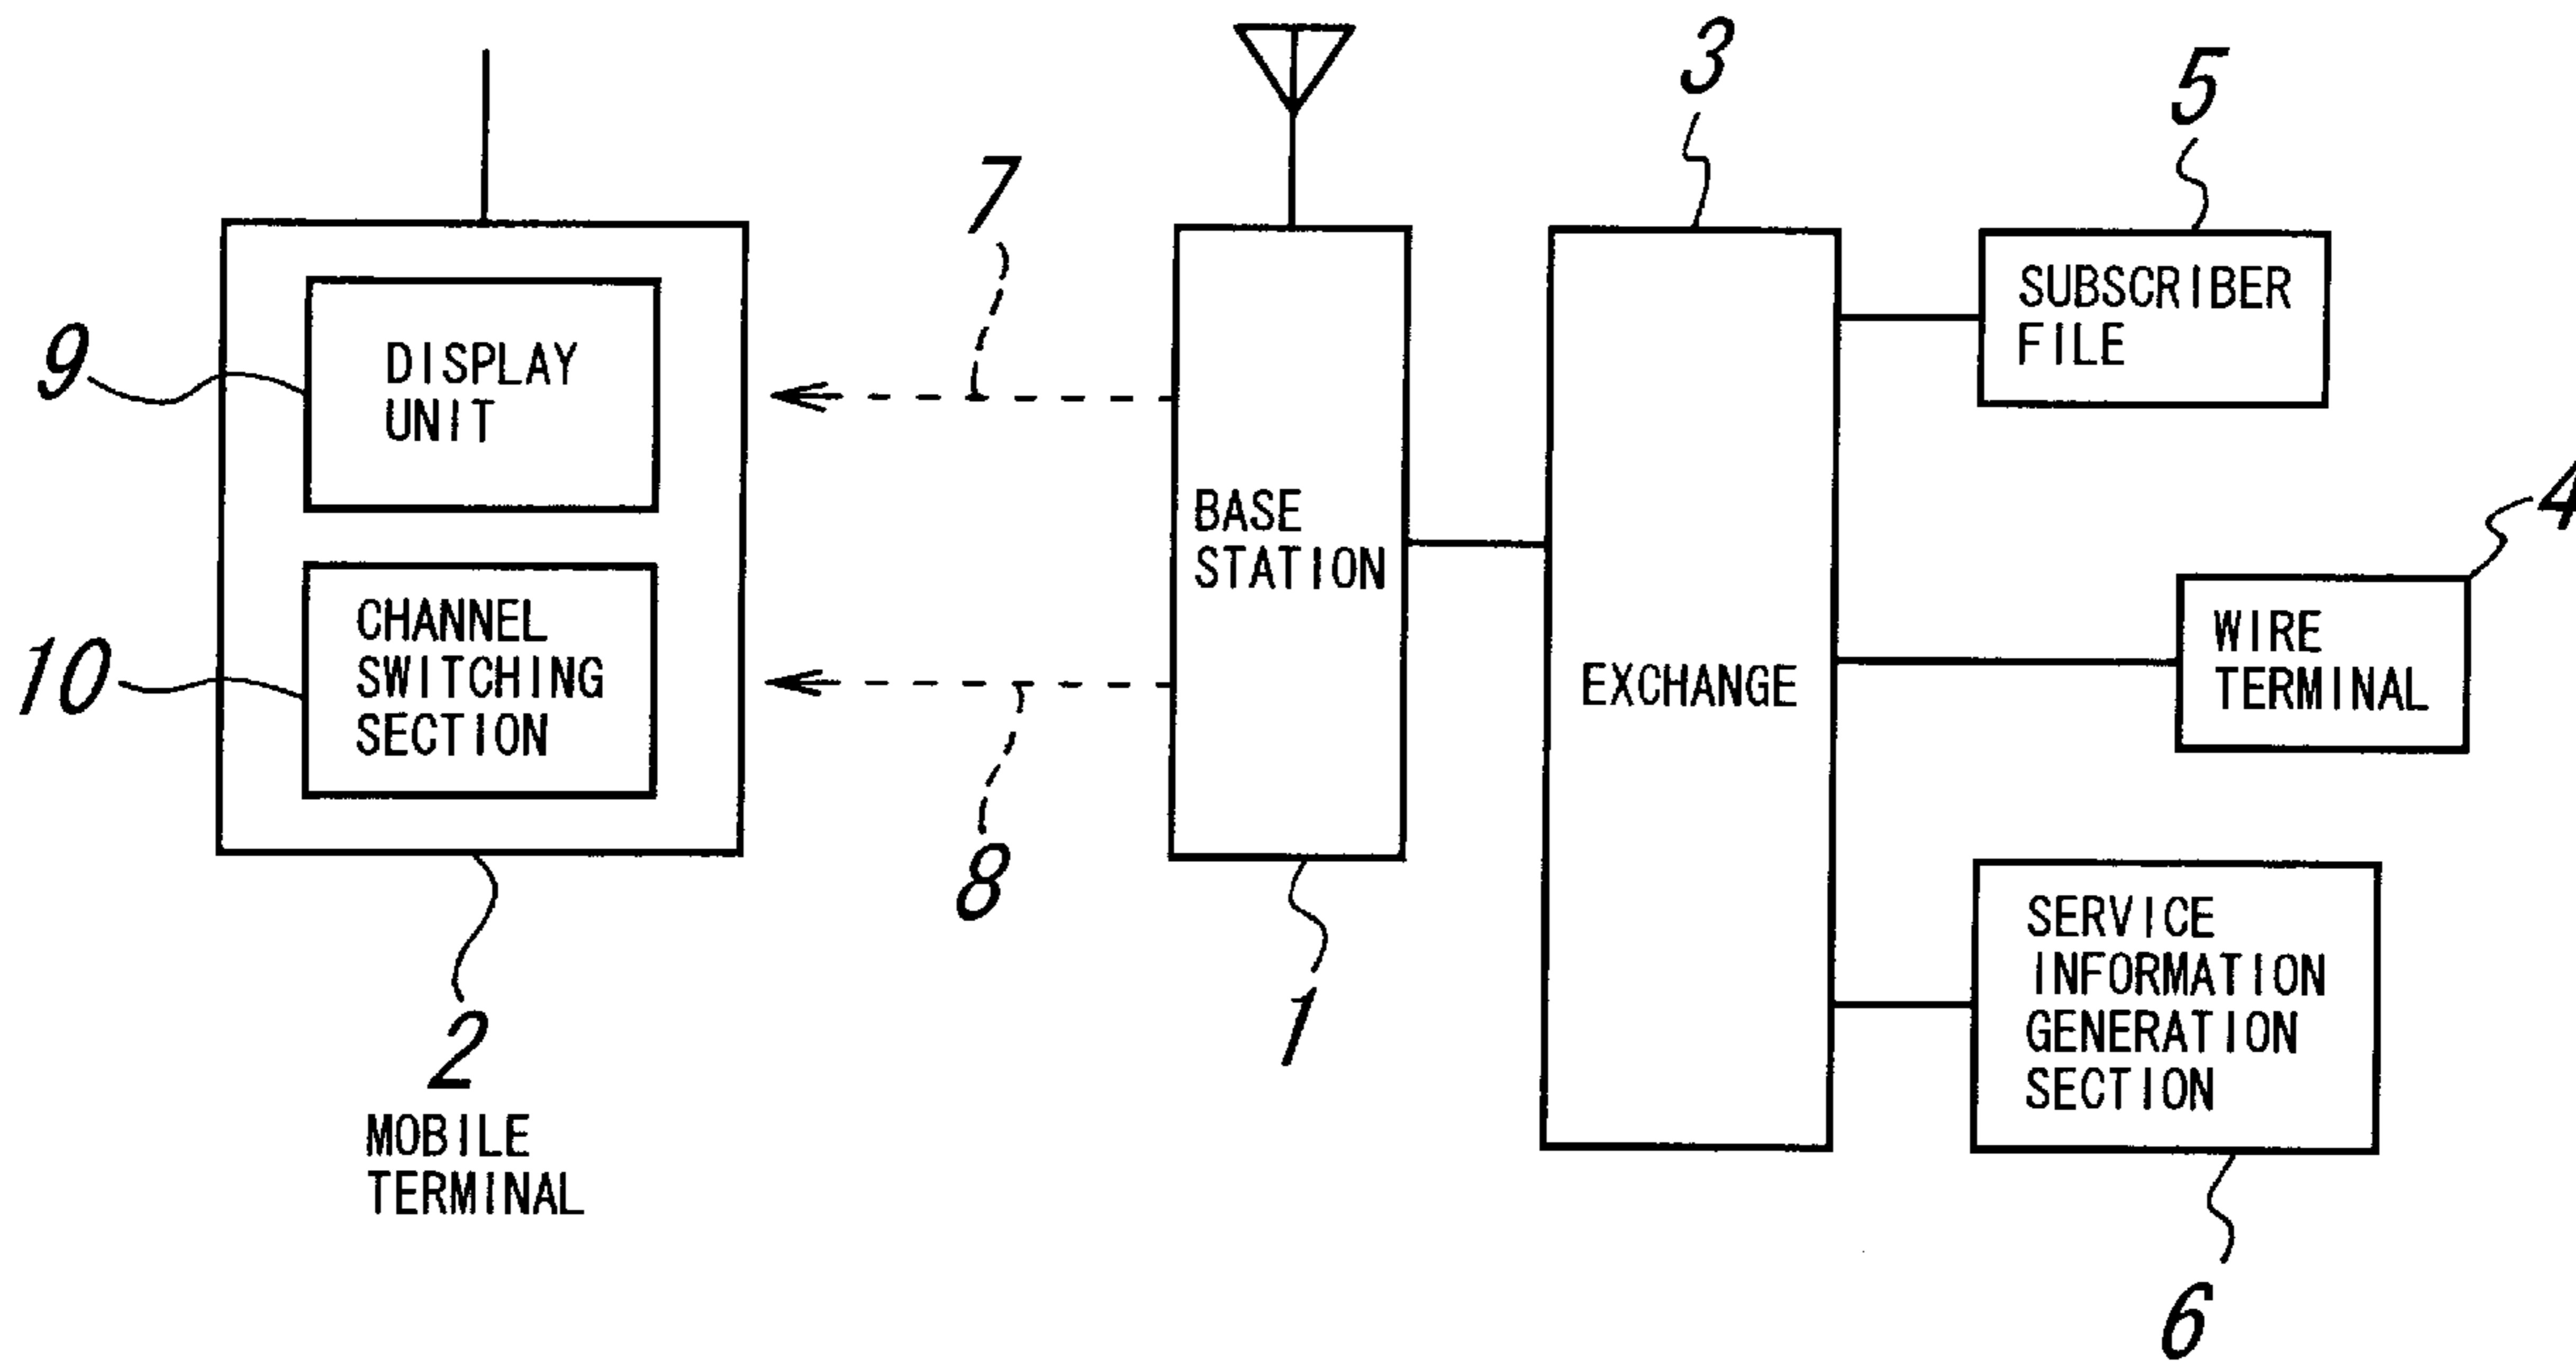 3
5
7
9
DISPLAY
UNIT
SUBSCRIBER
FILE
4
BASE
STATION
10
CHANNEL
SWITCHING
SECTION
EXCHANGE
WIRE
TERMINAL
8
1
2
MOBILE
TERMINAL
SERVICE
INFORMATION
GENERATION
SECTION
6